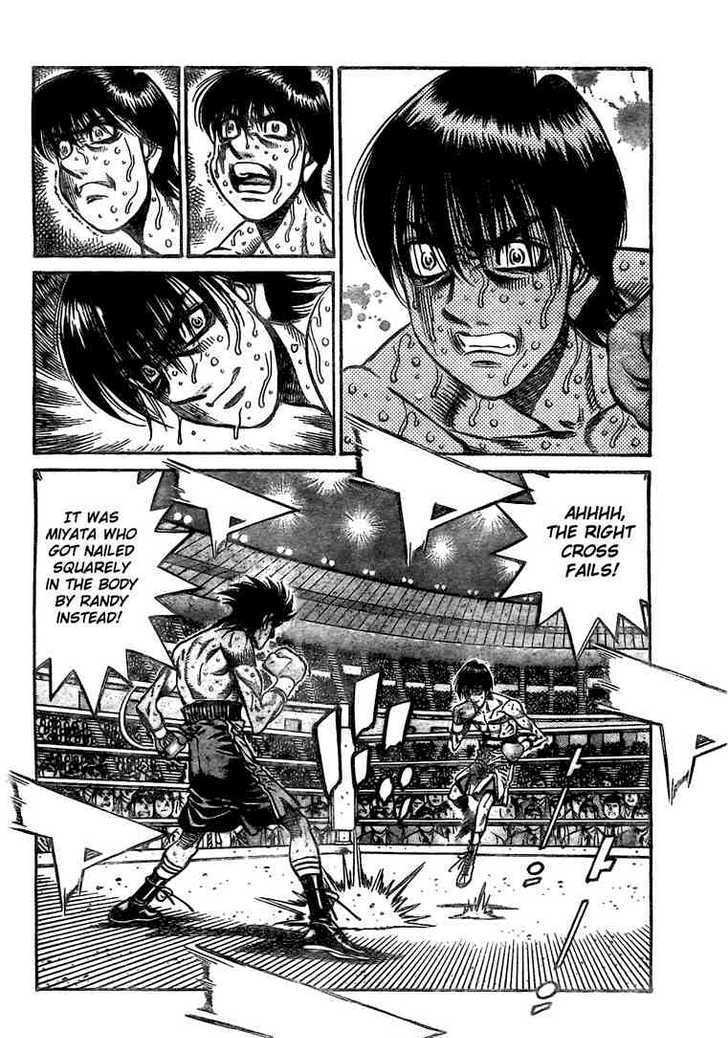 AHHHH,
THE RIGHT
CROSS
FAILS!
IT WAS
MIYATA WHO
GOT NAILED
SQUARELY
IN THE BODY
BY RANDY
INSTEAD!